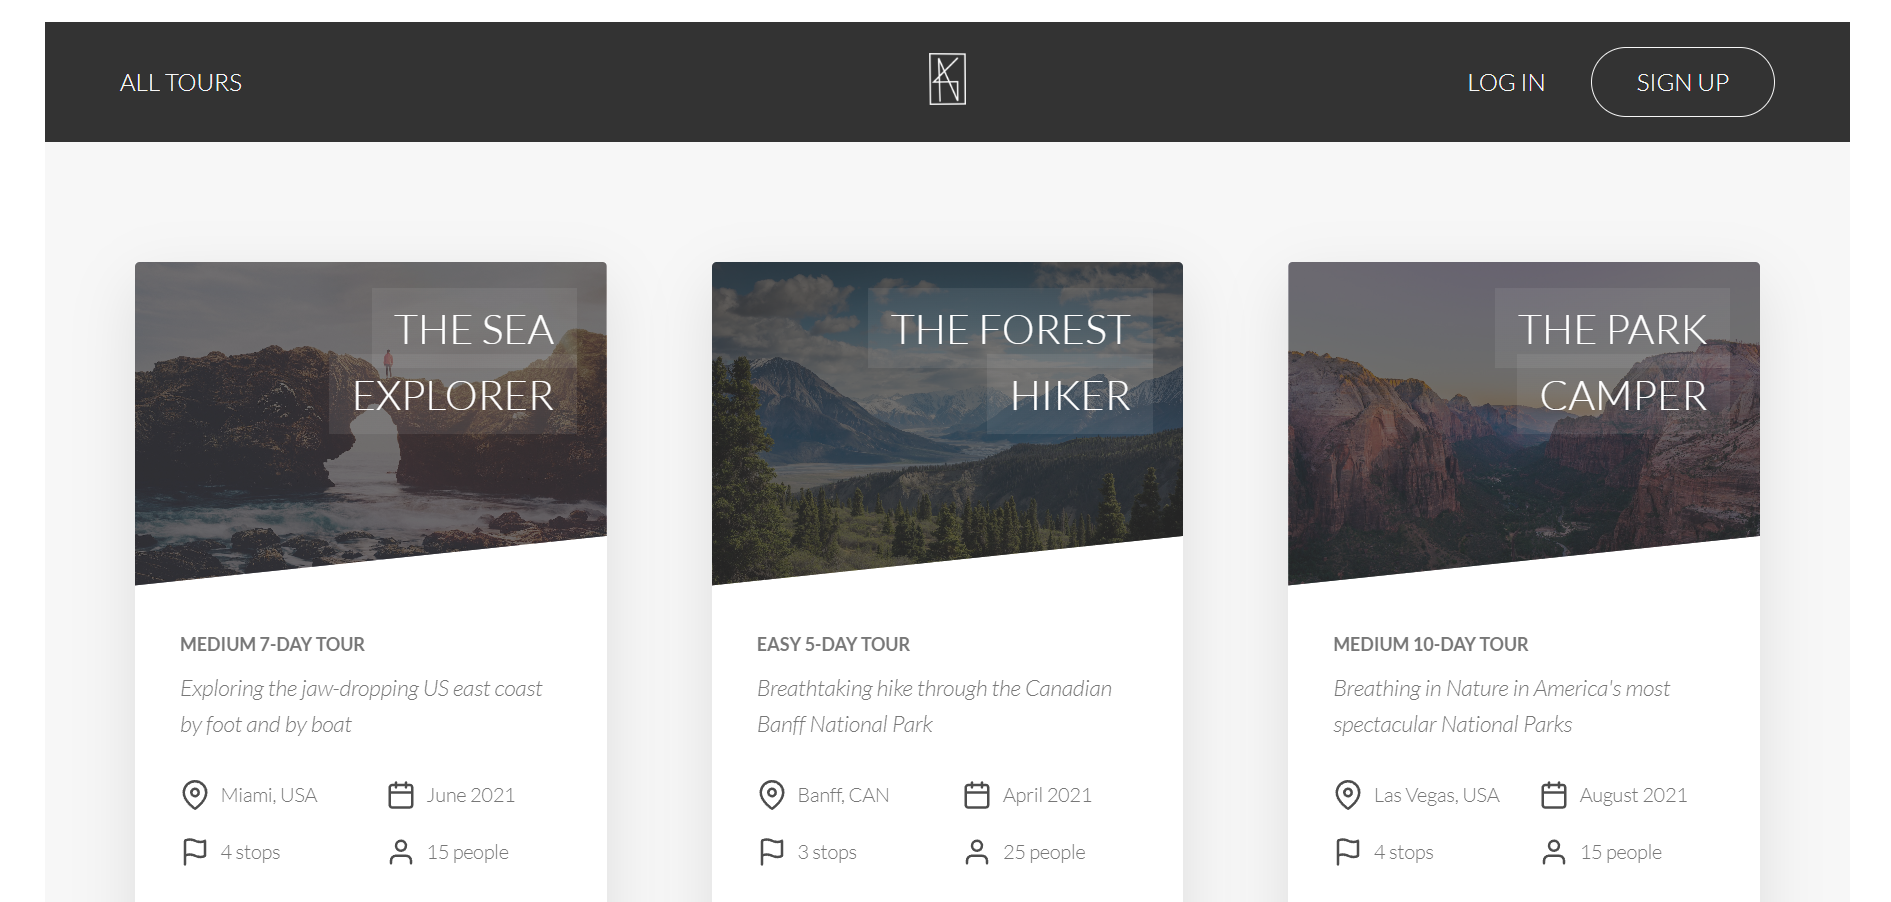 ALL TOURS
LOG IN
SIGN UP
THE SEA
EXPLORER
MEDIUM 7-DAY TOUR
Exploring the jaw-dropping US east coast
by foot and by boat
Miami, USA
June 2021
4 stops
15 people
THE FOREST
HIKER
EASY 5-DAY TOUR
Breathtaking hike through the Canadian
Banff National Park
Banff, CAN
April 2021
3 stops
25 people
THE PARK
CAMPER
MEDIUM 10-DAY TOUR
Breathing in Nature in America's most
spectacular National Parks
Las Vegas, USA
August 2021
4 stops
15 people